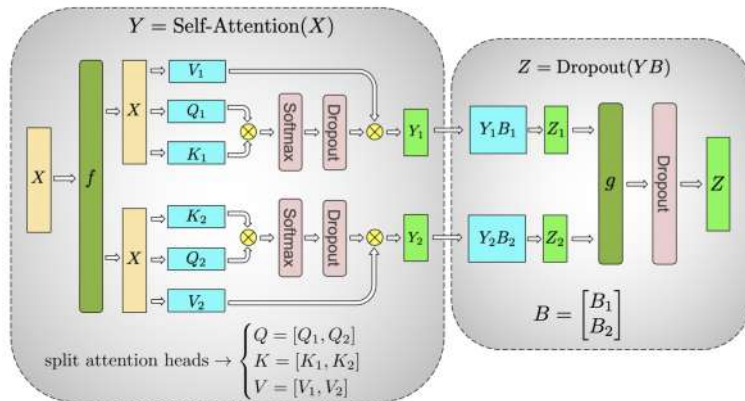 Y = Self-Attention(X)
Z = Dropout(YB)
X
f
X
V₁
Q₁
K₁
Softmax
Dropout
Y₁
Y₁B₁
Z₁
X
K₂
Q₂
V₂
Softmax
Dropout
Y₂
Y₂B₂
Z₂
g
Dropout
Z
split attention heads → { Q = [Q₁, Q₂]
K = [K₁, K₂]
V = [V₁, V₂]
B = [B₁
B₂]